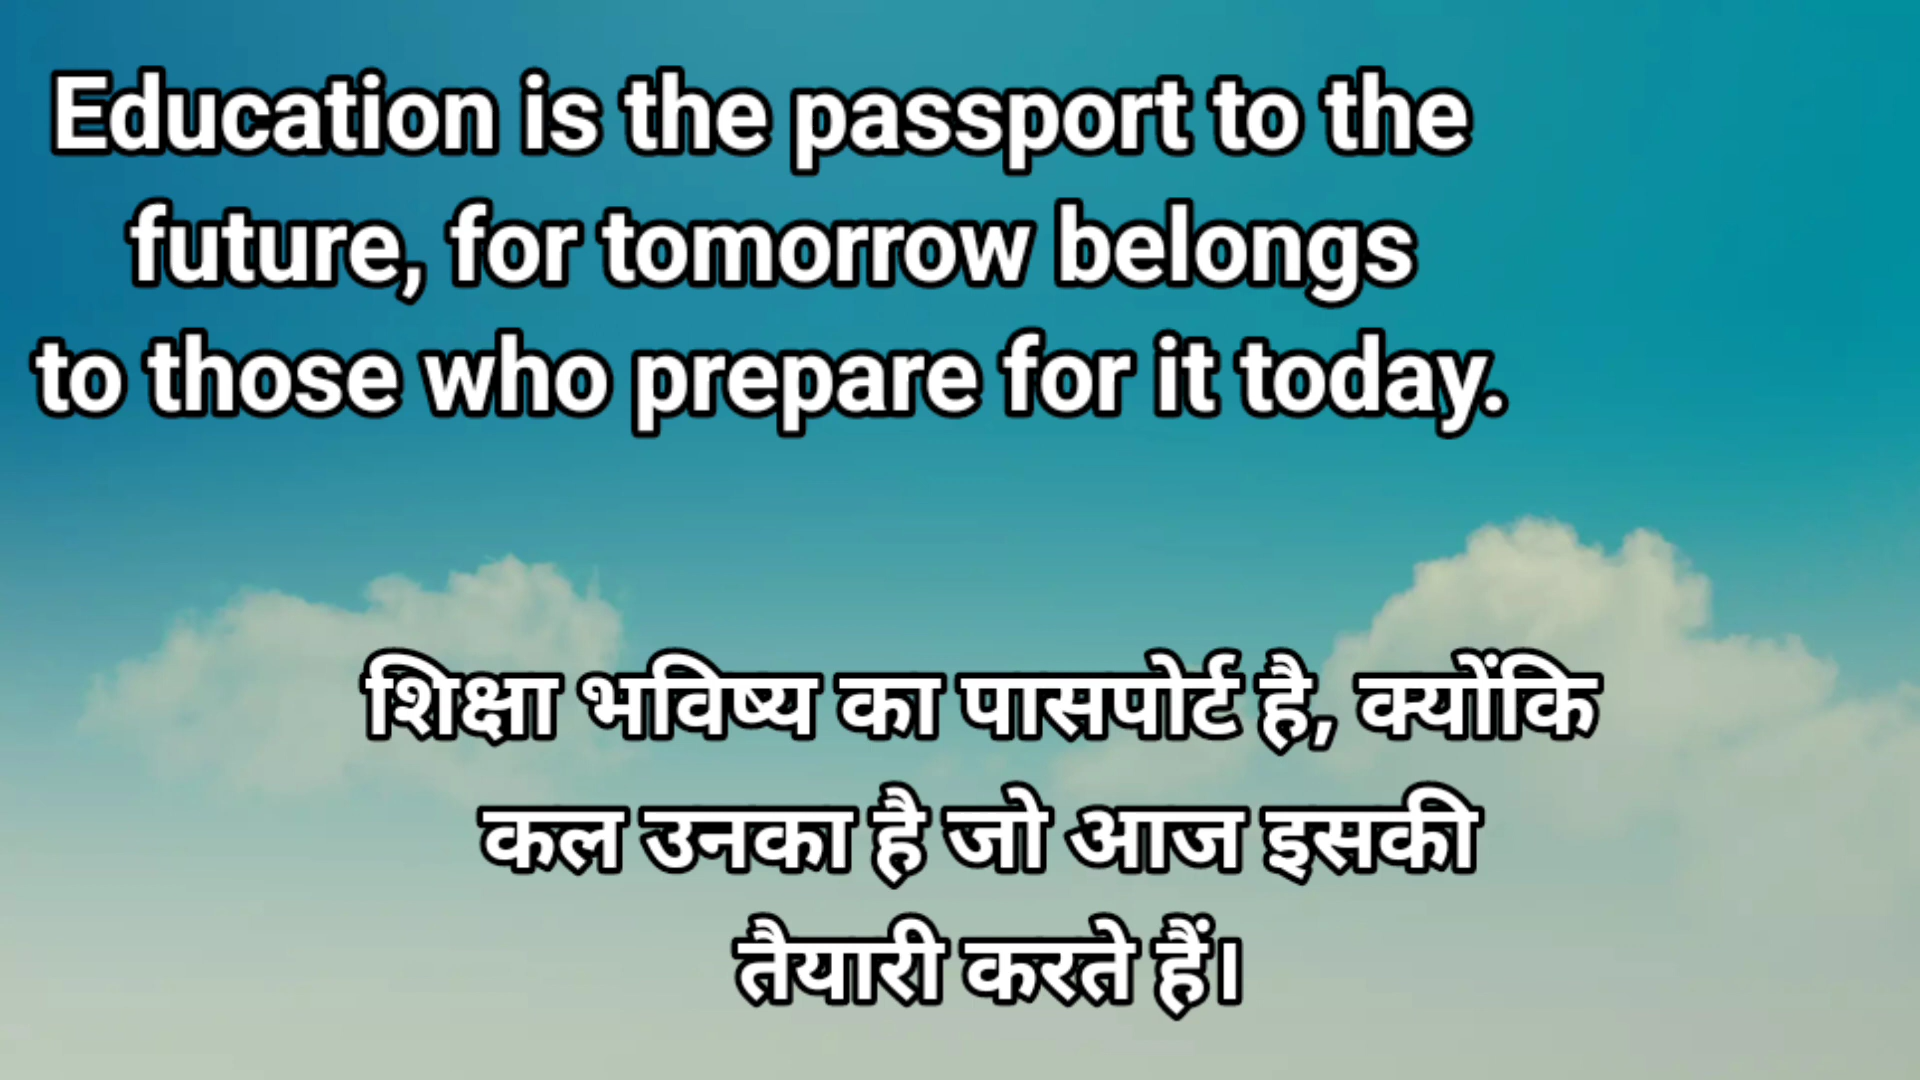 Education is the passport to the
future, for tomorrow belongs
to those who prepare for it today.
शिक्षा भविष्य का पासपोर्ट है, क्योंकि
कल उनका है जो आज इसकी
तैयारी करते हैं।